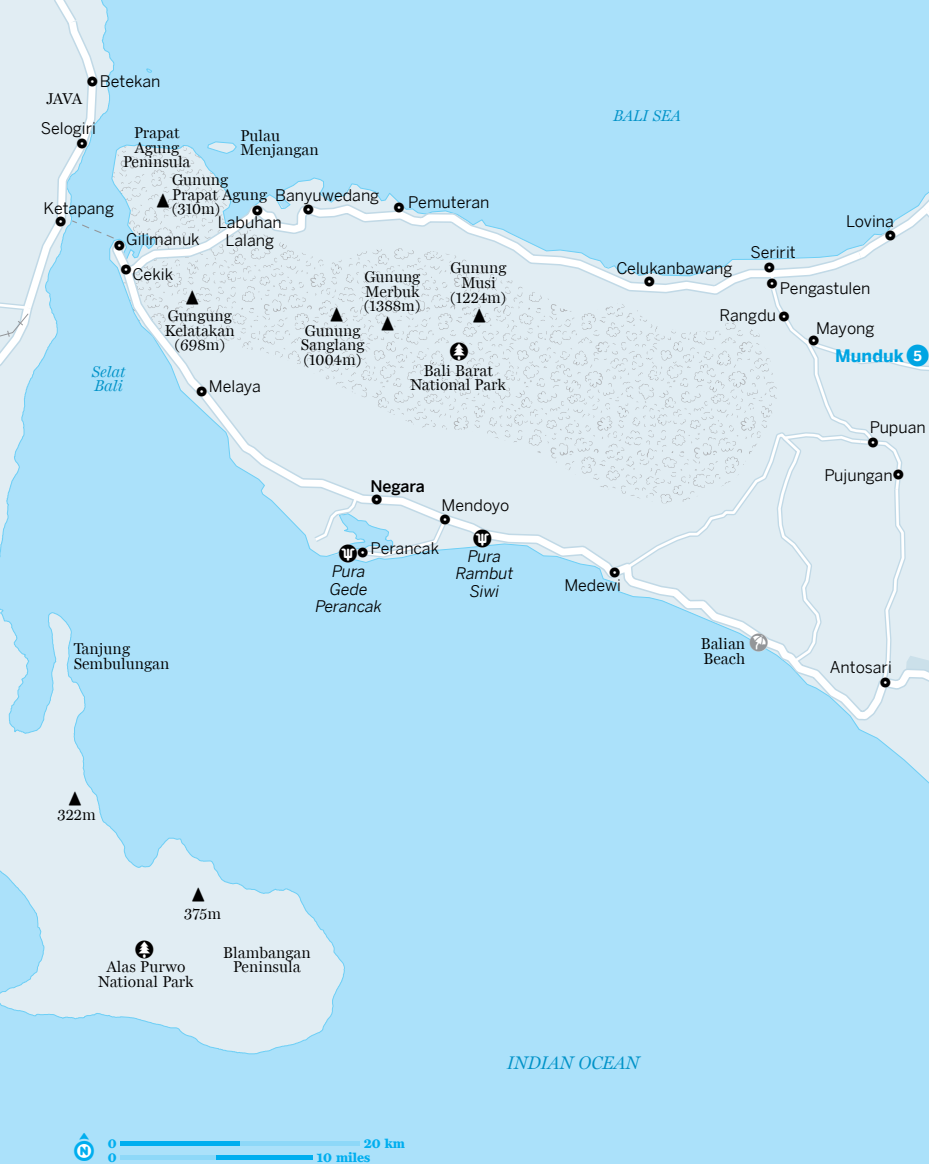 Betekan
JAVA
BALI SEA
Selogiri
Prapat
Agung
Peninsula
Pulau
Menjangan
Gunung
Prapat Agung
(310m)
Banyuwedang
Pemuteran
Ketapang
Labuhan
Lalang
Lovina
Gilimanuk
Seririt
Cekik
Celukanbawang
Gunung
Merbuk
(1388m)
Gunung
Musi
(1224m)
Pengastulen
Gungung
Kelatakan
(698m)
Gunung
Sanglang
(1004m)
Rangdu
Mayong
Munduk 5
Bali Barat
National Park
Selat
Bali
Melaya
Pupuan
Pujungan
Negara
Mendoyo
Perancak
Pura
Gede
Perancak
Pura
Rambut
Siwi
Medewi
Tanjung
Sembulungan
Balian
Beach
Antosari
322m
375m
Alas Purwo
National Park
Blambangan
Peninsula
INDIAN OCEAN
N
0 20 km
0 10 miles